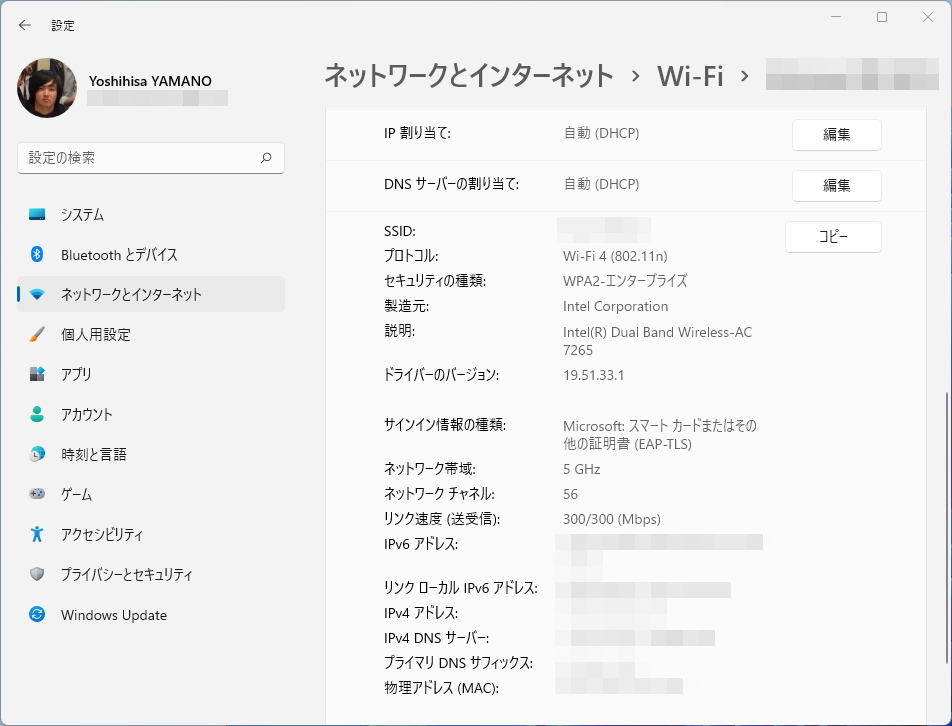 設定
Yoshihisa YAMANO
設定の検索
システム
Bluetooth とデバイス
ネットワークとインターネット
個人用設定
アプリ
アカウント
時刻と言語
ゲーム
アクセシビリティ
プライバシーとセキュリティ
Windows Update
ネットワークとインターネット › Wi-Fi ›
IP 割り当て: 自動 (DHCP) 編集
DNS サーバーの割り当て: 自動 (DHCP) 編集
SSID: コピー
プロトコル: Wi-Fi 4 (802.11n)
セキュリティの種類: WPA2-エンタープライズ
製造元: Intel Corporation
説明: Intel(R) Dual Band Wireless-AC
7265
ドライバーのバージョン: 19.51.33.1
サインイン情報の種類: Microsoft: スマート カードまたはその
他の証明書 (EAP-TLS)
ネットワーク帯域: 5 GHz
ネットワーク チャネル: 56
リンク速度 (送受信): 300/300 (Mbps)
IPv6 アドレス:
リンク ローカル IPv6 アドレス:
IPv4 アドレス:
IPv4 DNS サーバー:
プライマリ DNS サフィックス:
物理アドレス (MAC):